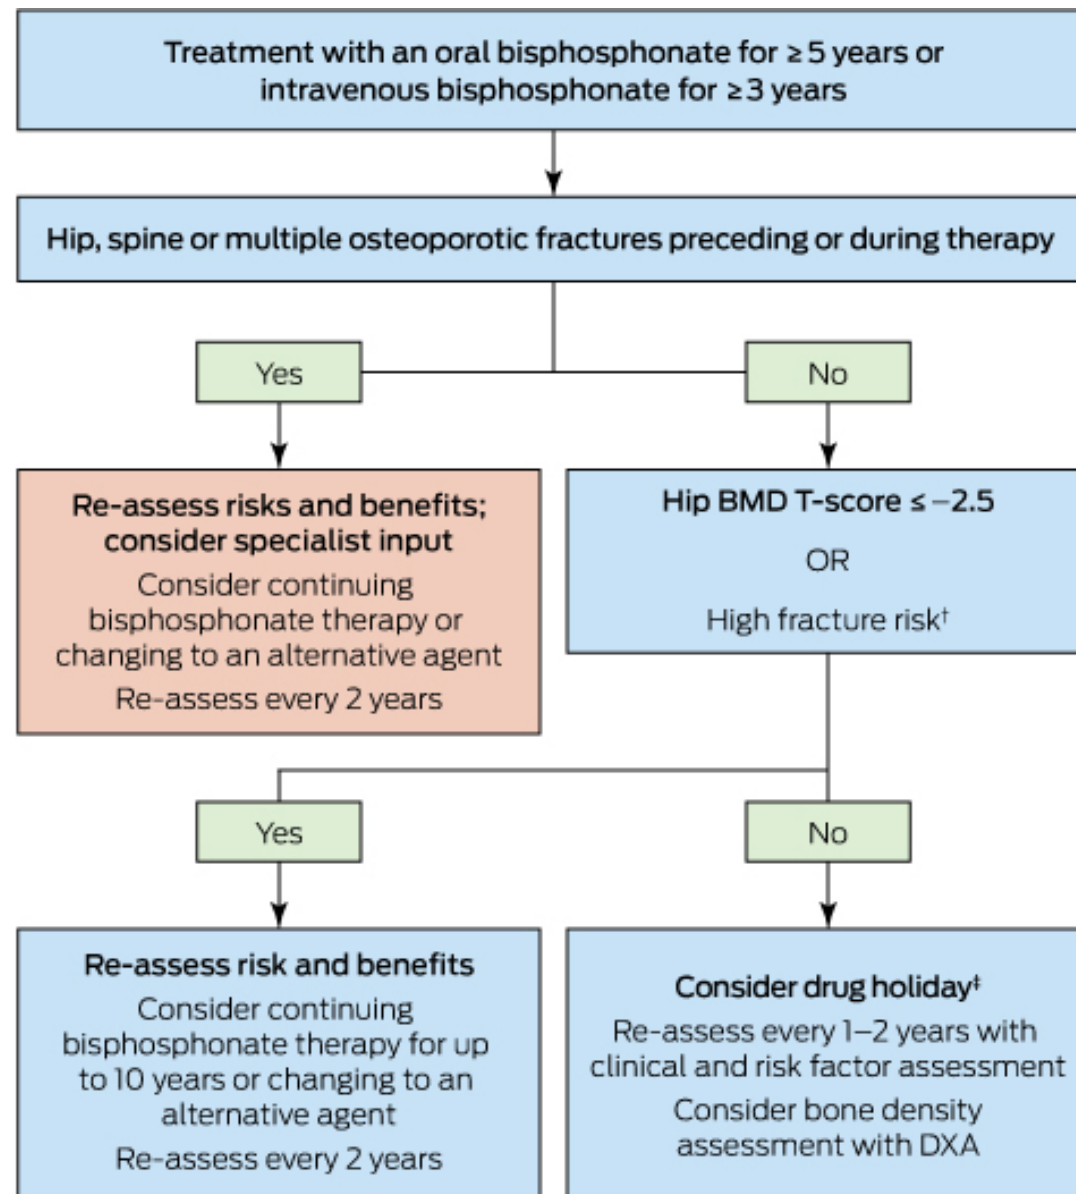 Treatment with an oral bisphosphonate for ≥ 5 years or
intravenous bisphosphonate for ≥ 3 years
Hip, spine or multiple osteoporotic fractures preceding or during therapy
Yes
No
Re-assess risks and benefits;
consider specialist input
Consider continuing
bisphosphonate therapy or
changing to an alternative agent
Re-assess every 2 years
Hip BMD T-score ≤ −2.5
OR
High fracture risk†
Yes
No
Re-assess risk and benefits
Consider continuing
bisphosphonate therapy for up
to 10 years or changing to an
alternative agent
Re-assess every 2 years
Consider drug holiday‡
Re-assess every 1–2 years with
clinical and risk factor assessment
Consider bone density
assessment with DXA